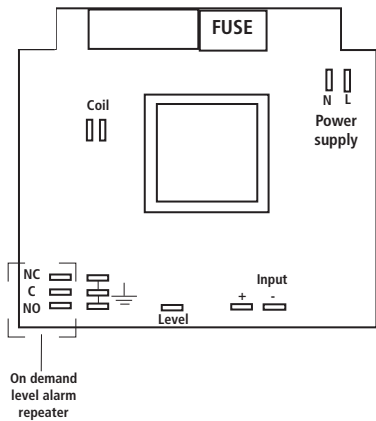 FUSE
Coil
N L
Power
supply
NC
C
NO
Input
+ -
Level
On demand
level alarm
repeater